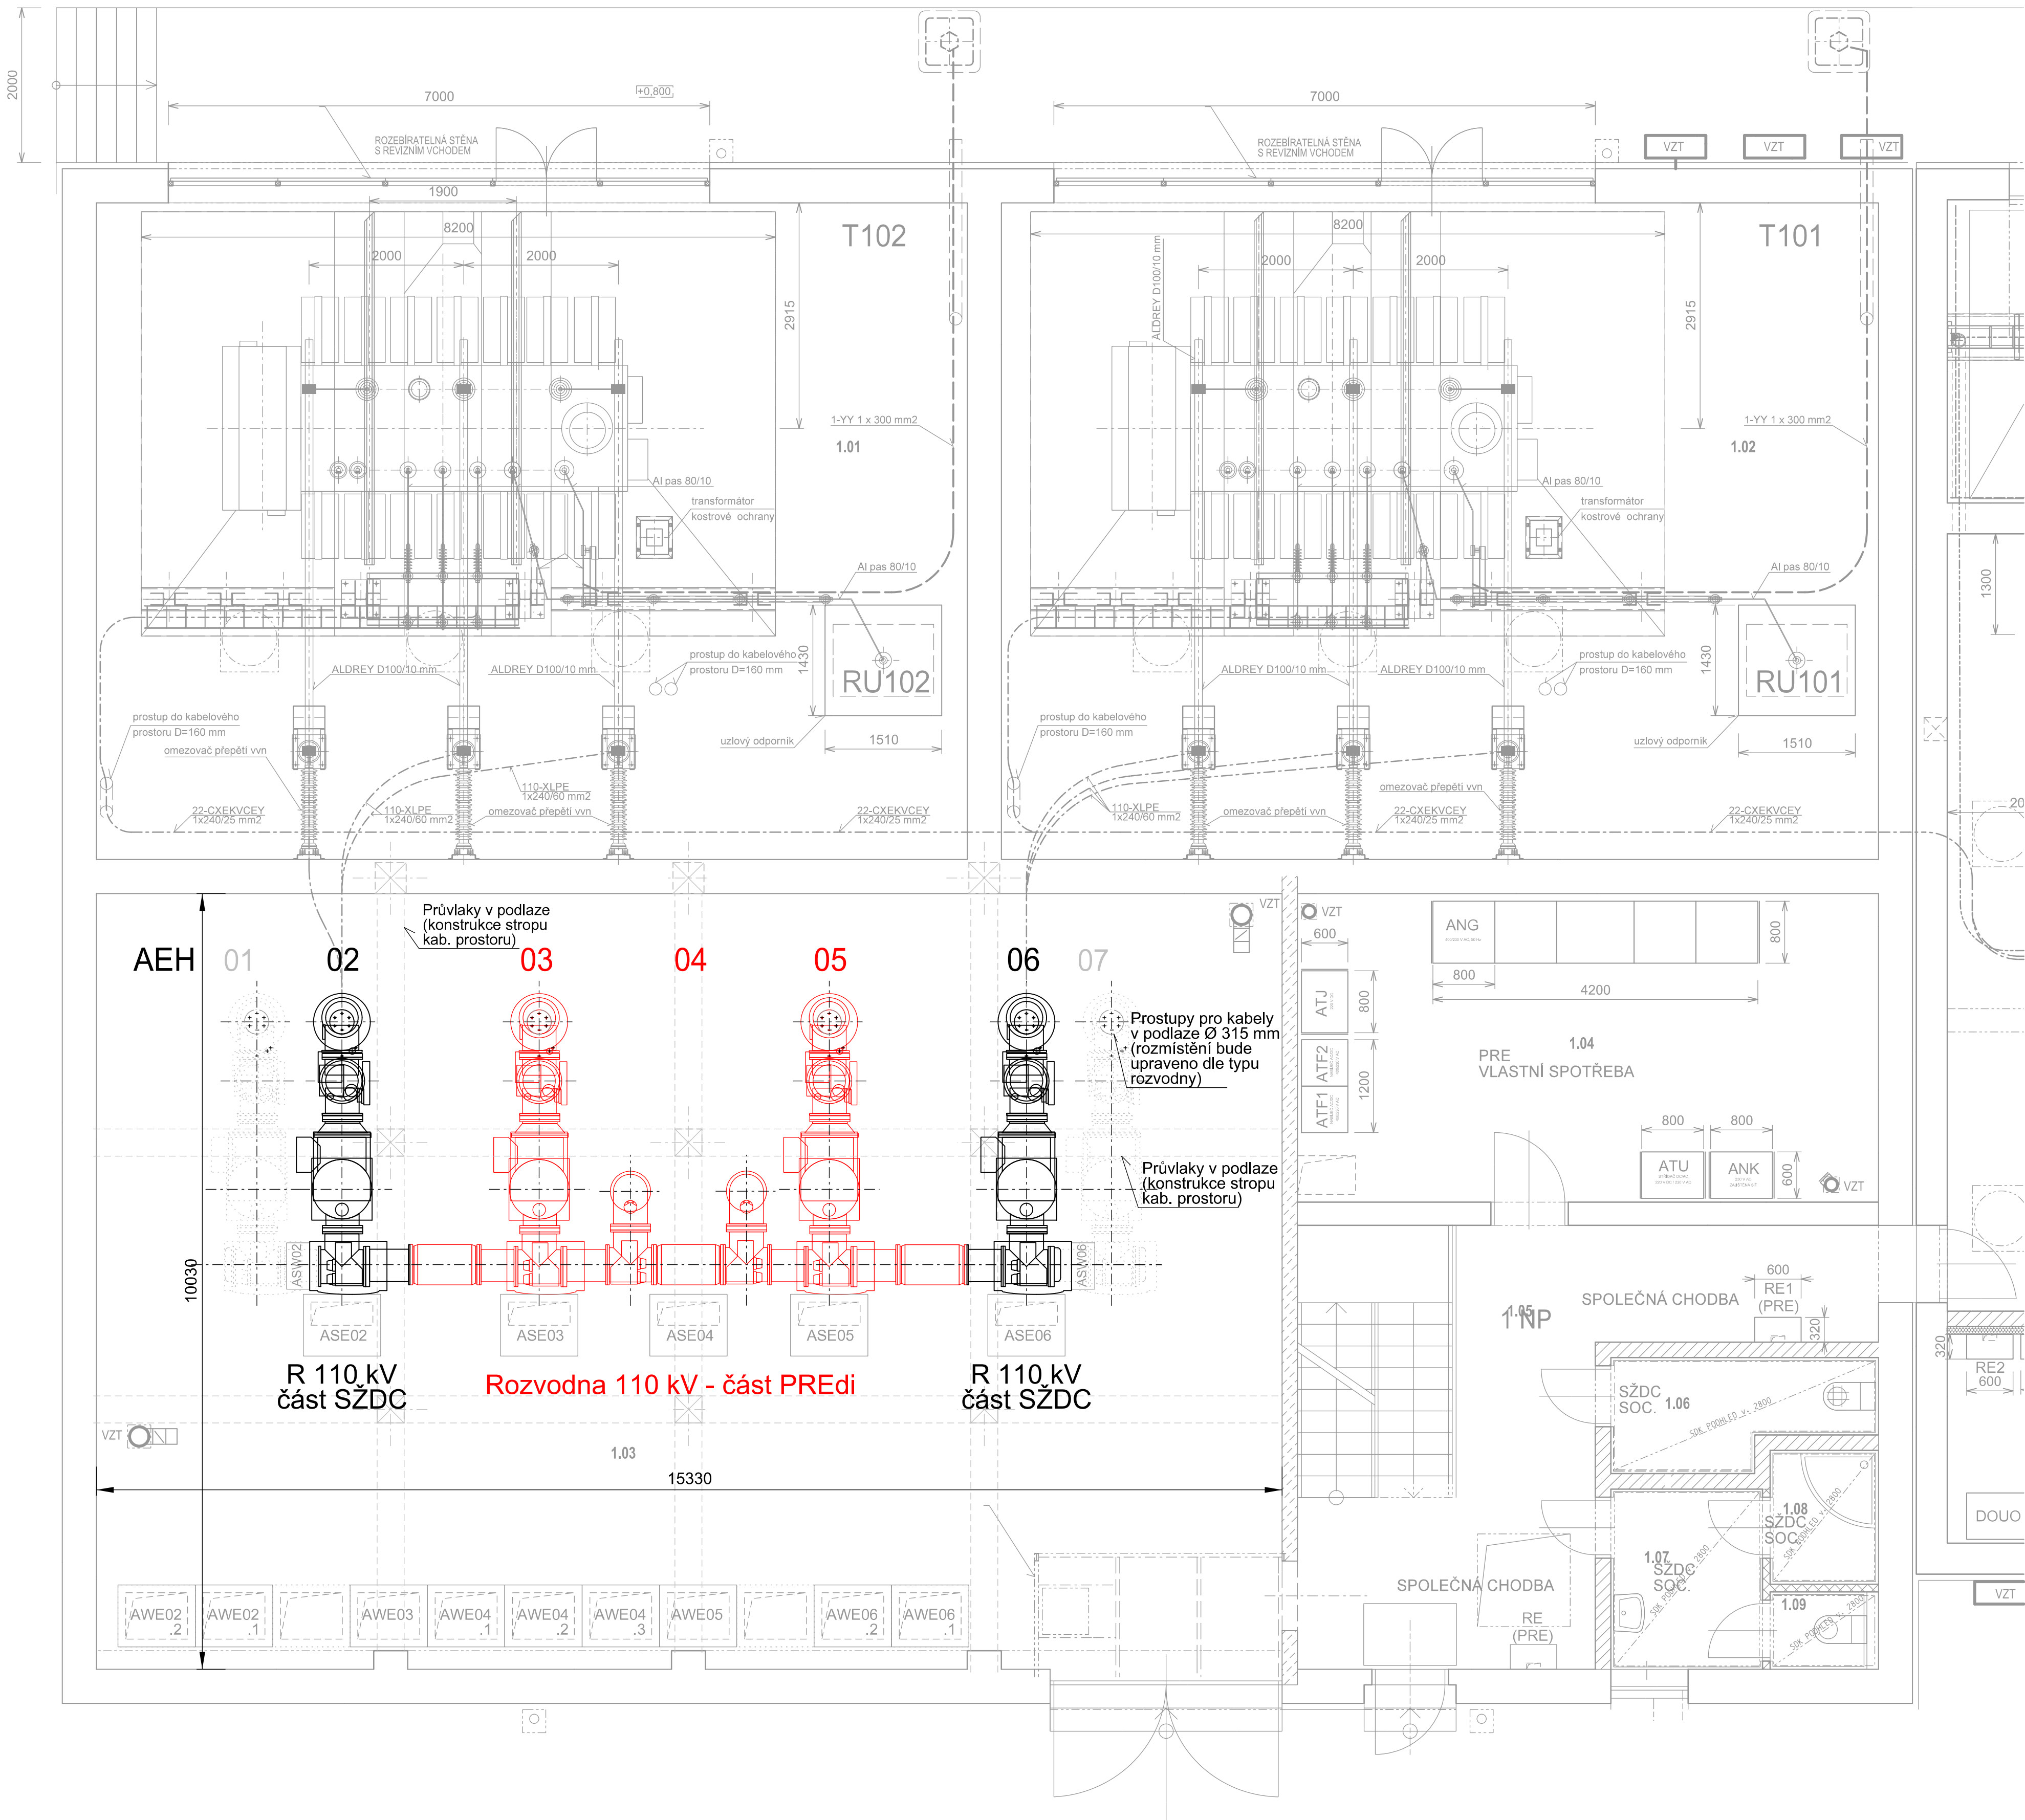 2000
7000
+0,800
7000
ROZEBÍRATELNÁ STĚNA
S REVIZNÍM VCHODEM
ROZEBÍRATELNÁ STĚNA
S REVIZNÍM VCHODEM
VZT
VZT
VZT
1900
8200
2000
2000
2915
T102
8200
2000
2000
ALDREY D100/10 mm
2915
T101
1-YY 1 x 300 mm2
1.01
1-YY 1 x 300 mm2
1.02
Al pas 80/10
transformátor
kostrové ochrany
Al pas 80/10
transformátor
kostrové ochrany
Al pas 80/10
Al pas 80/10
1300
prostup do kabelového
prostoru D=160 mm
1430
RU102
prostup do kabelového
prostoru D=160 mm
1430
RU101
ALDREY D100/10 mm
ALDREY D100/10 mm
ALDREY D100/10 mm
ALDREY D100/10 mm
prostup do kabelového
prostoru D=160 mm
omezovač přepětí vvn
uzlový odporník
1510
prostup do kabelového
prostoru D=160 mm
uzlový odporník
1510
110-XLPE
1x240/60 mm2
omezovač přepětí vvn
22-CXEKVCEY
1x240/25 mm2
110-XLPE
1x240/60 mm2
omezovač přepětí vvn
22-CXEKVCEY
1x240/25 mm2
110-XLPE
1x240/60 mm2
omezovač přepětí vvn
22-CXEKVCEY
1x240/25 mm2
22-CXEKVCEY
1x240/25 mm2
20
Průvlaky v podlaze
(konstrukce stropu
kab. prostoru)
VZT
VZT
600
ANG
800
800
4200
AEH
01
02
03
04
05
06
07
ATJ
800
Prostupy pro kabely
v podlaze Ø 315 mm
(rozmístění bude
upraveno dle typu
rozvodny)
ATF2
ATF1
1200
1.04
PRE
VLASTNÍ SPOTŘEBA
800
800
ATU
ANK
600
VZT
Průvlaky v podlaze
(konstrukce stropu
kab. prostoru)
10030
ASW02
ASW06
ASE02
ASE03
ASE04
ASE05
ASE06
R 110 kV
část SŽDC
Rozvodna 110 kV - část PREdi
R 110 kV
část SŽDC
1.05
1 NP
SPOLEČNÁ CHODBA
600
RE1
(PRE)
320
320
RE2
600
SŽDC
SOC.
1.06
SDK PODHLED v. 2800
VZT
1.03
15330
1.08
SŽDC
SOC.
SDK PODHLED v. 2800
DOUO
1.07
SŽDC
SOC.
SDK PODHLED v. 2800
SPOLEČNÁ CHODBA
RE
(PRE)
1.09
SDK PODHLED v. 2800
VZT
AWE02
.2
AWE02
.1
AWE03
AWE04
.1
AWE04
.2
AWE04
.3
AWE05
AWE06
.2
AWE06
.1